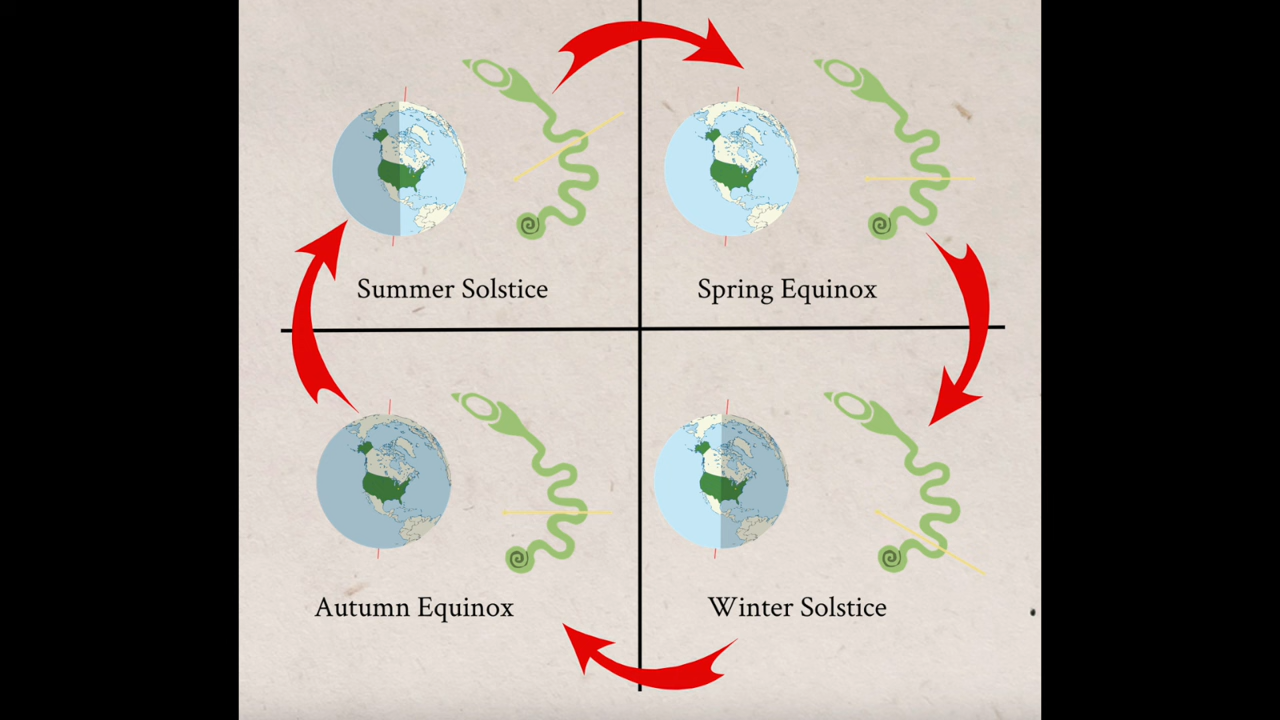 Summer Solstice
Spring Equinox
Autumn Equinox
Winter Solstice